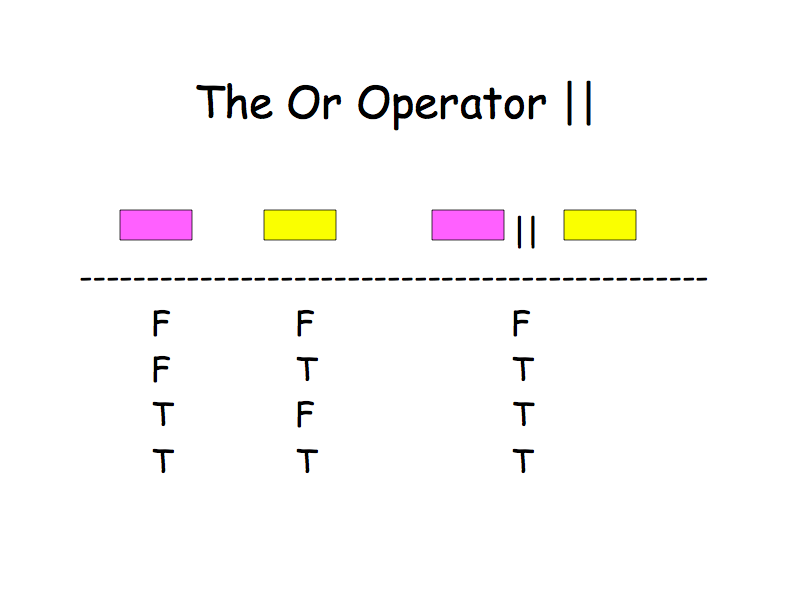 The Or Operator ||
||
-----------------------------------------------
F F F
F T T
T F T
T T T